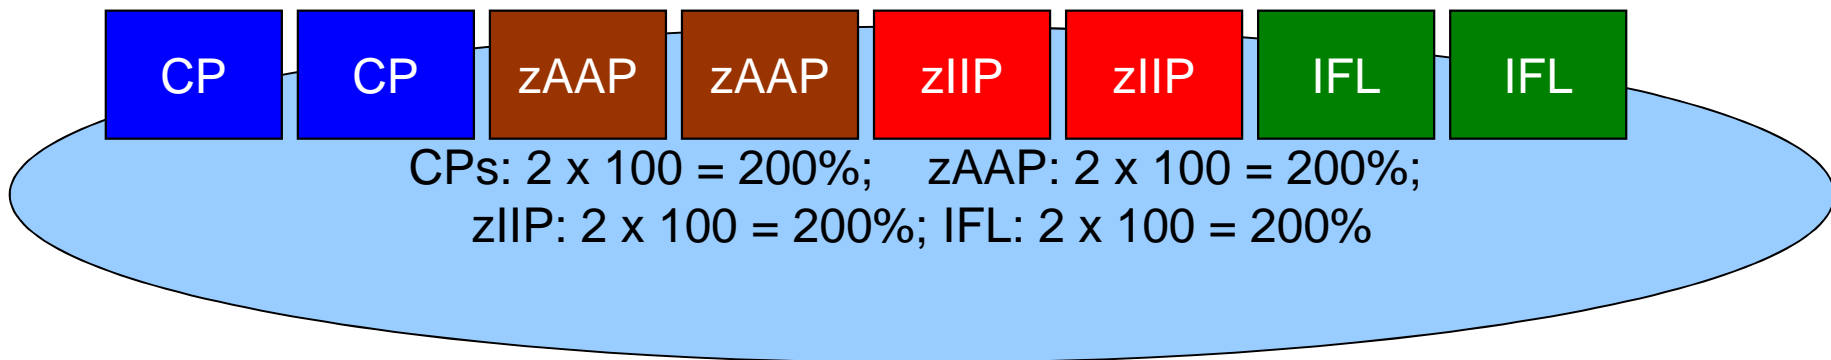 CP CP zAAP zAAP zIIP zIIP IFL IFL
CPs: 2 x 100 = 200%; zAAP: 2 x 100 = 200%;
zIIP: 2 x 100 = 200%; IFL: 2 x 100 = 200%